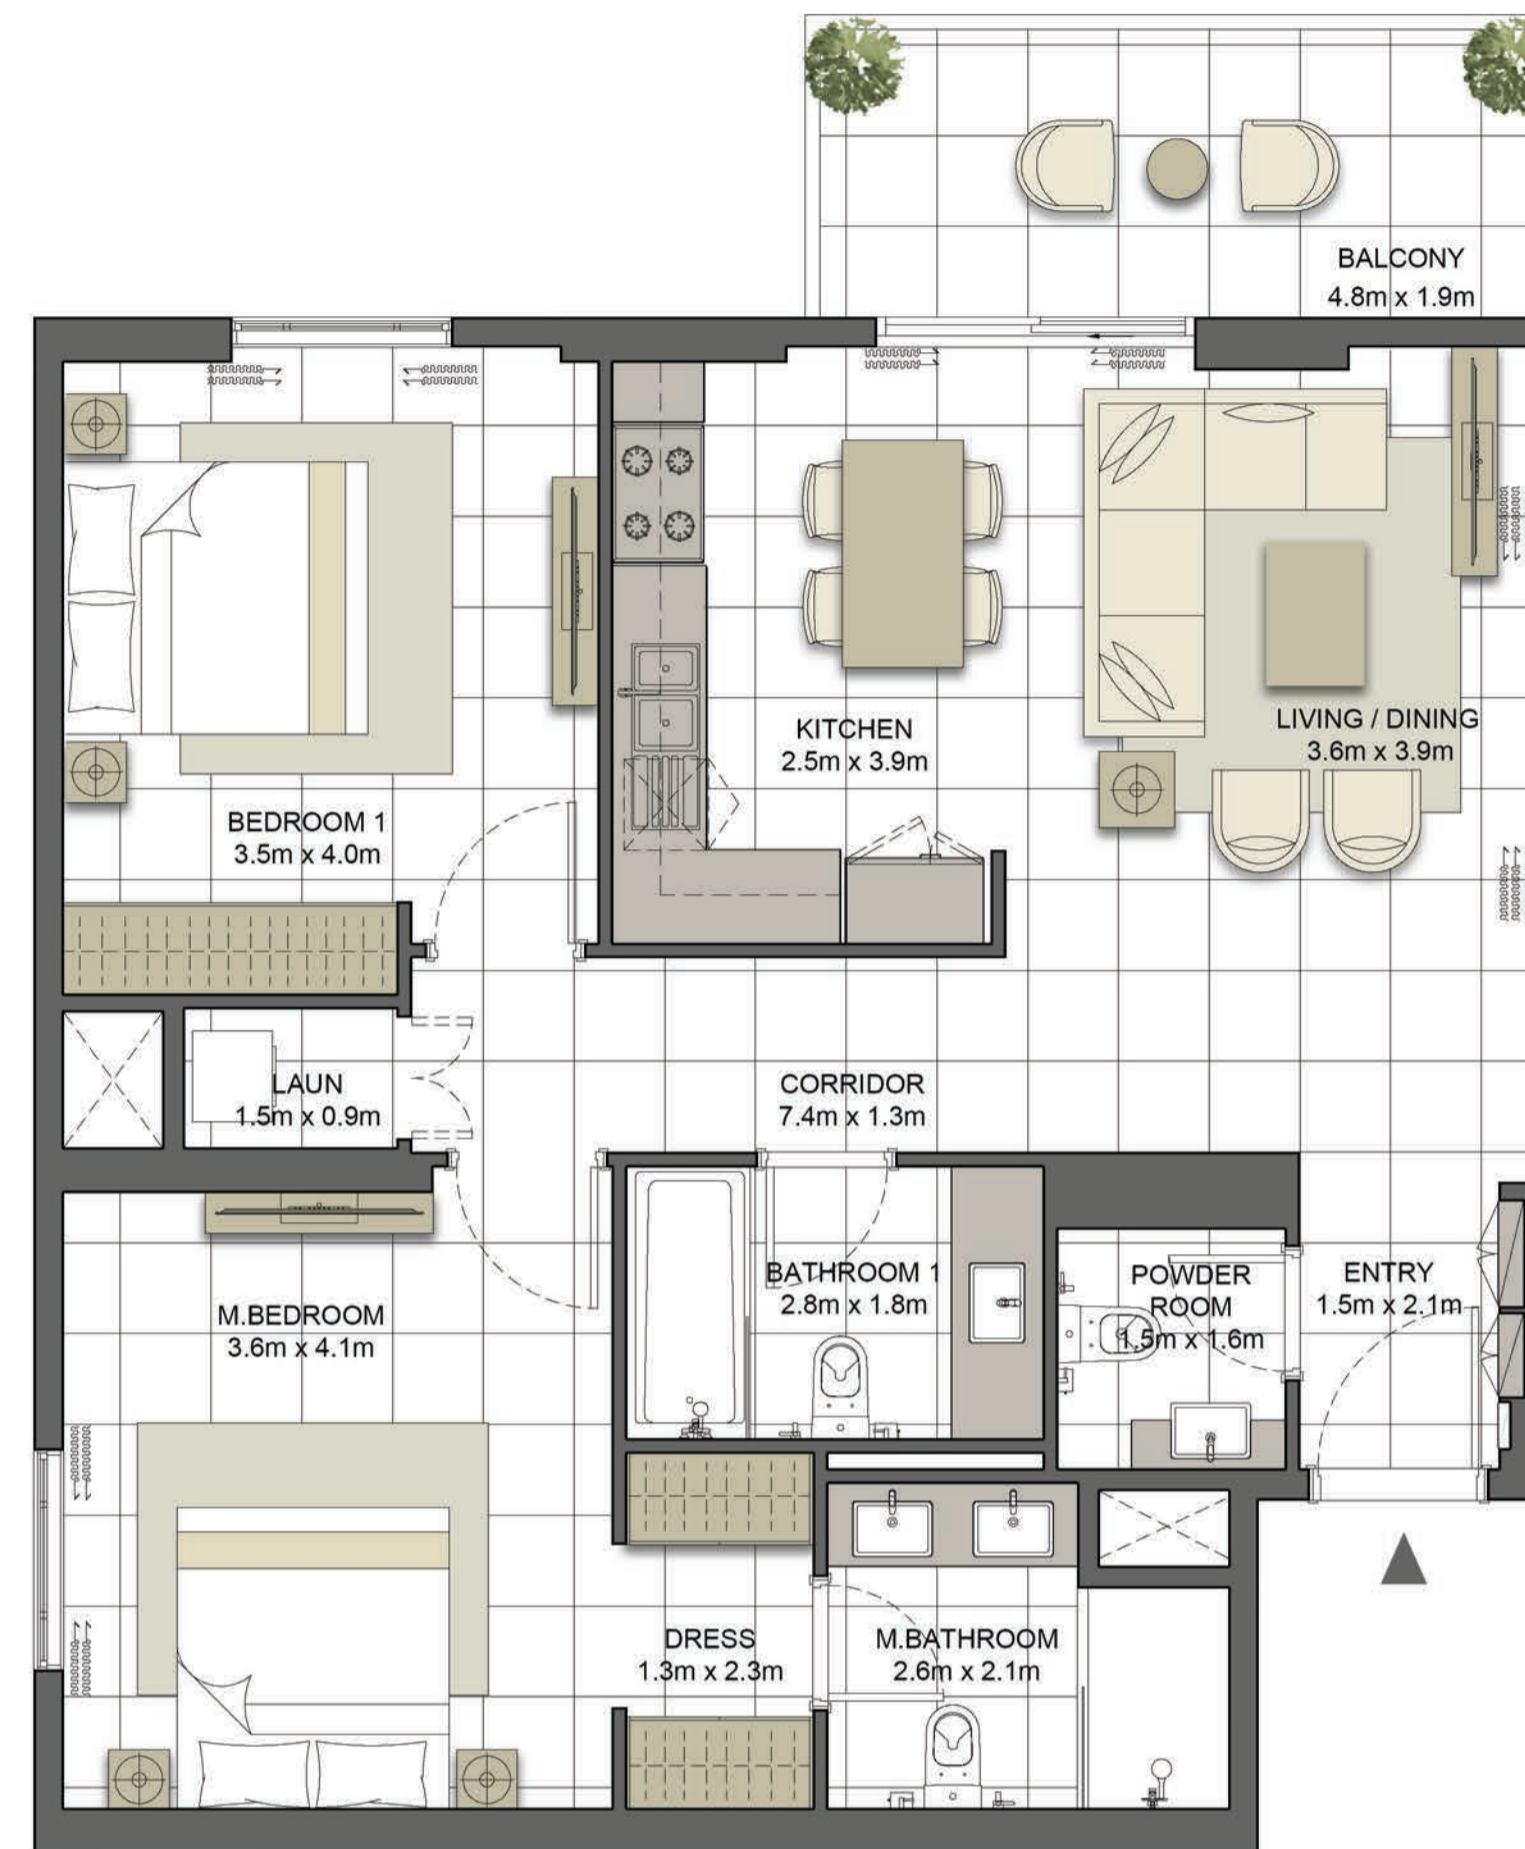 BALCONY
4.8m x 1.9m
KITCHEN
2.5m x 3.9m
LIVING / DINING
3.6m x 3.9m
BEDROOM 1
3.5m x 4.0m
LAUN
1.5m x 0.9m
CORRIDOR
7.4m x 1.3m
M.BEDROOM
3.6m x 4.1m
BATHROOM 1
2.8m x 1.8m
POWDER
ROOM
1.5m x 1.6m
ENTRY
1.5m x 2.1m
DRESS
1.3m x 2.3m
M.BATHROOM
2.6m x 2.1m